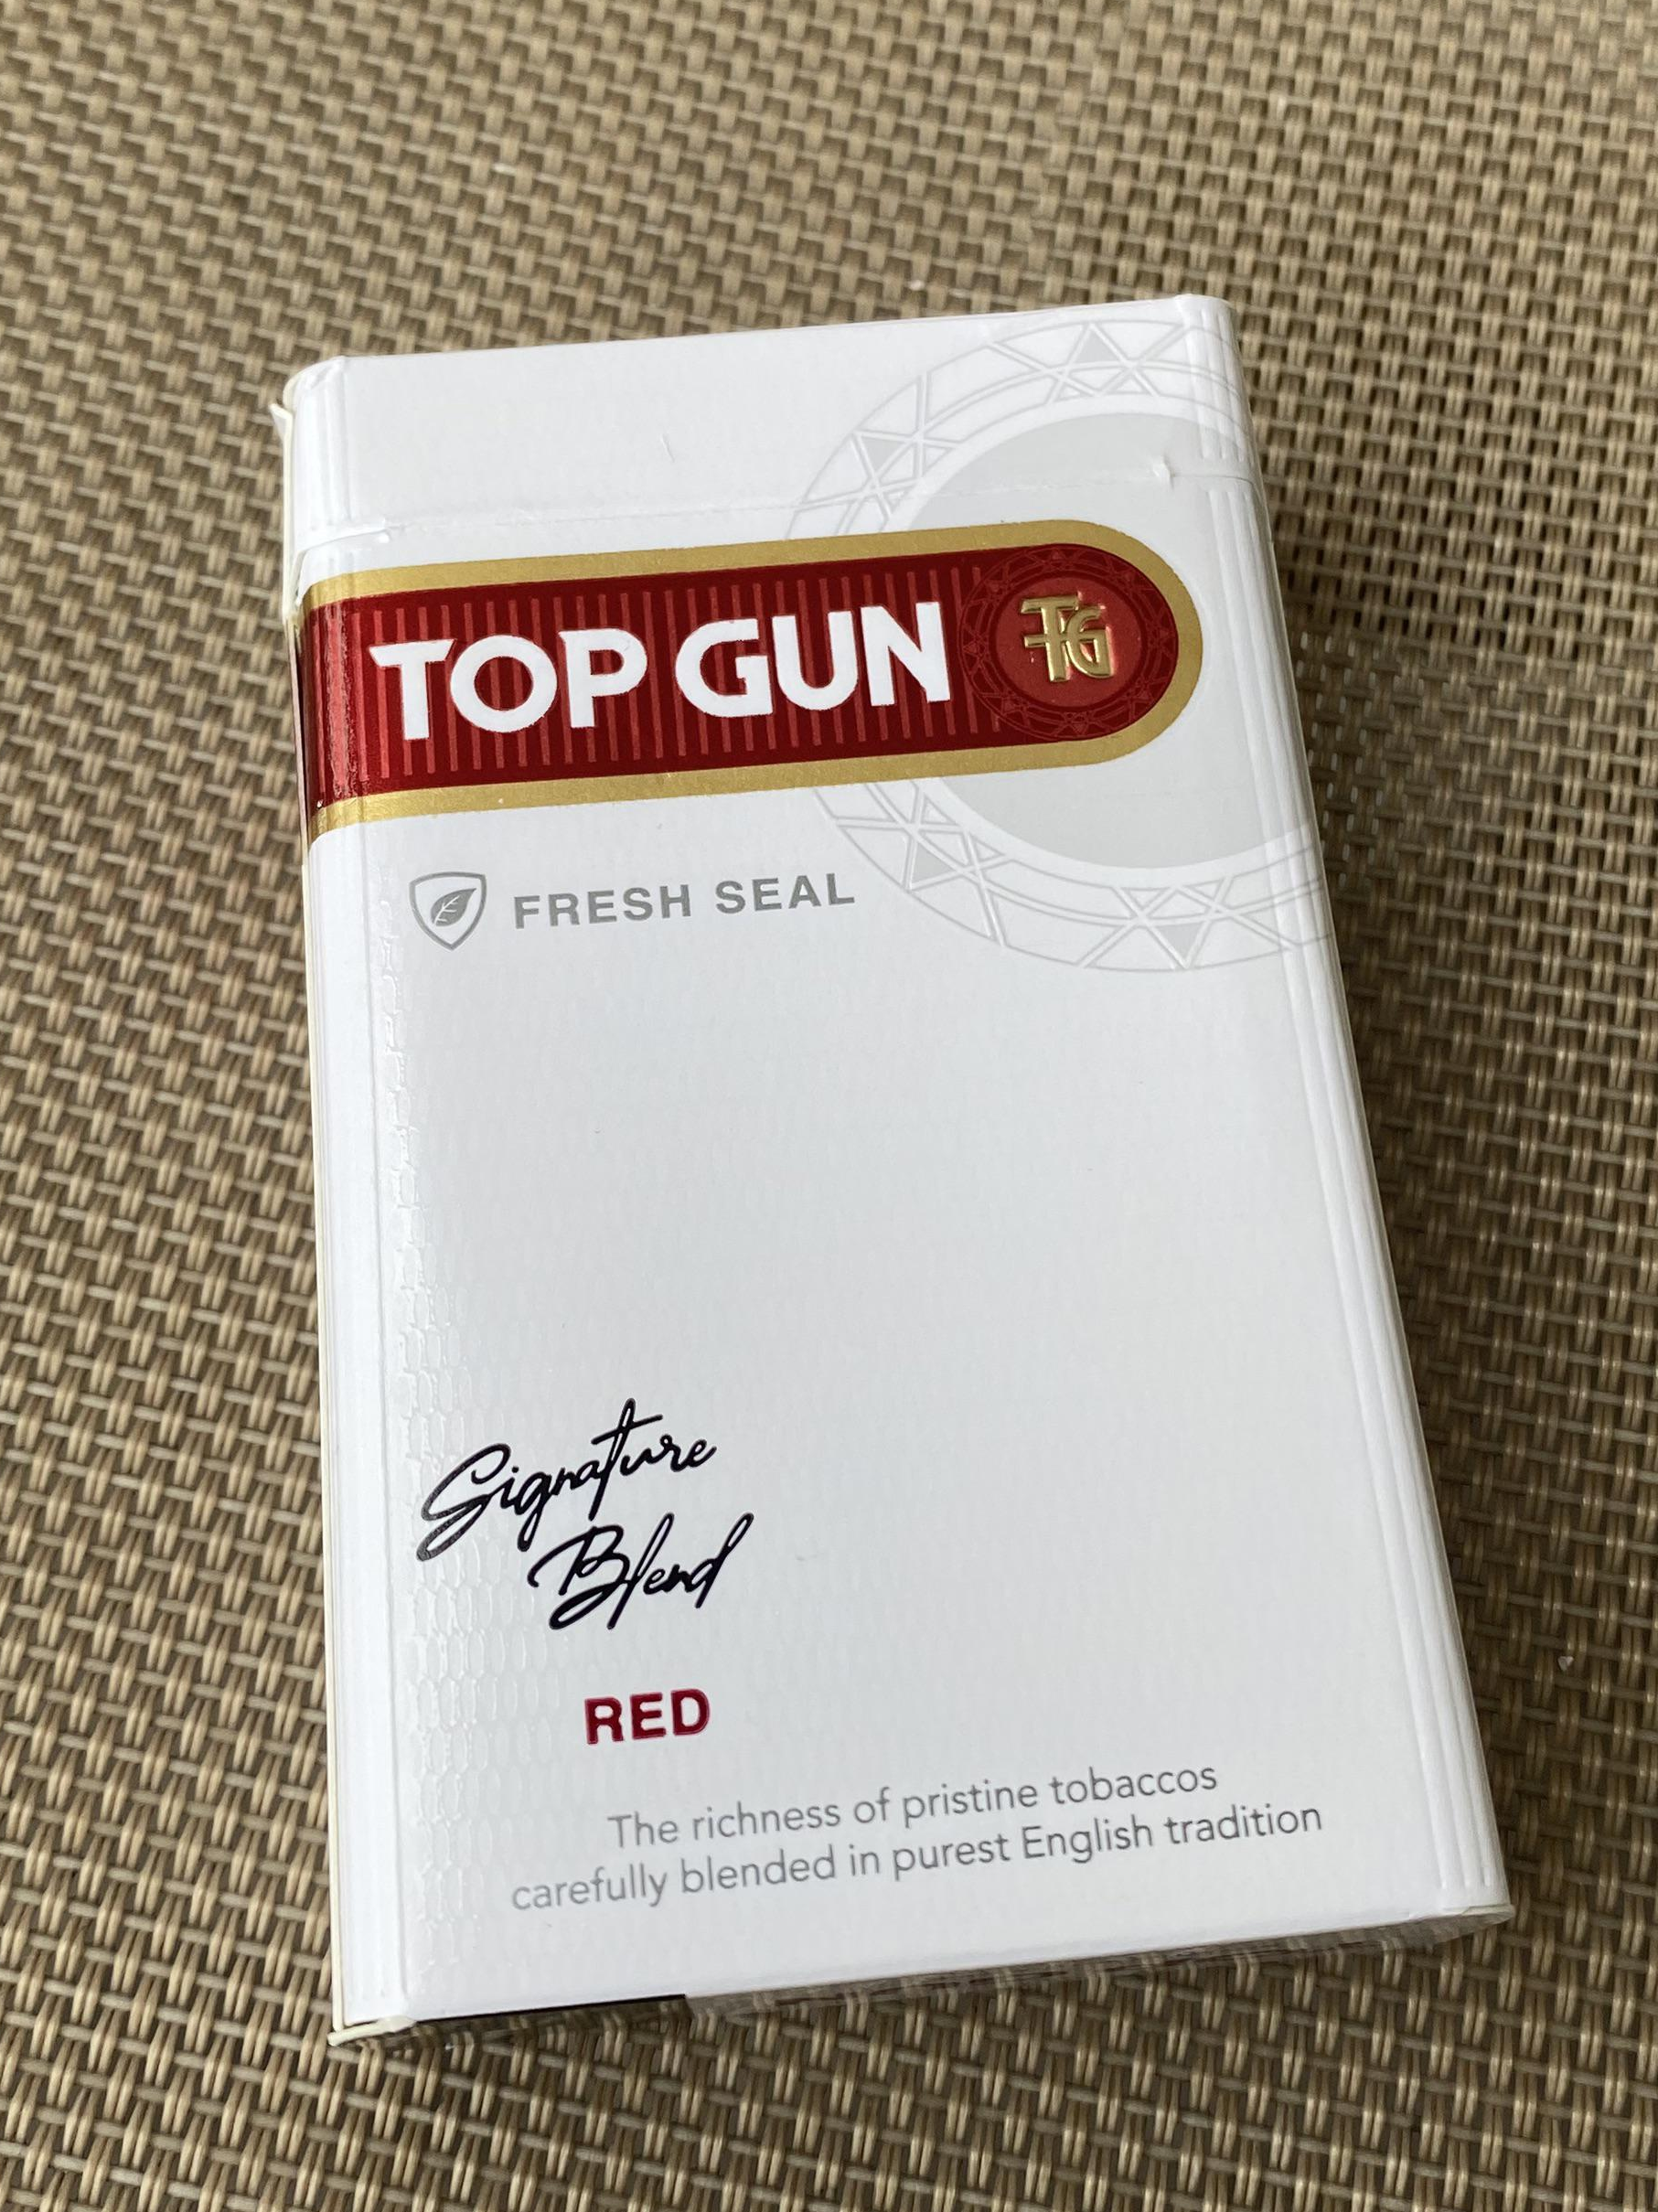 TOP GUN TG
FRESH SEAL
Signature
Blend
RED
The richness of pristine tobaccos
carefully blended in purest English tradition